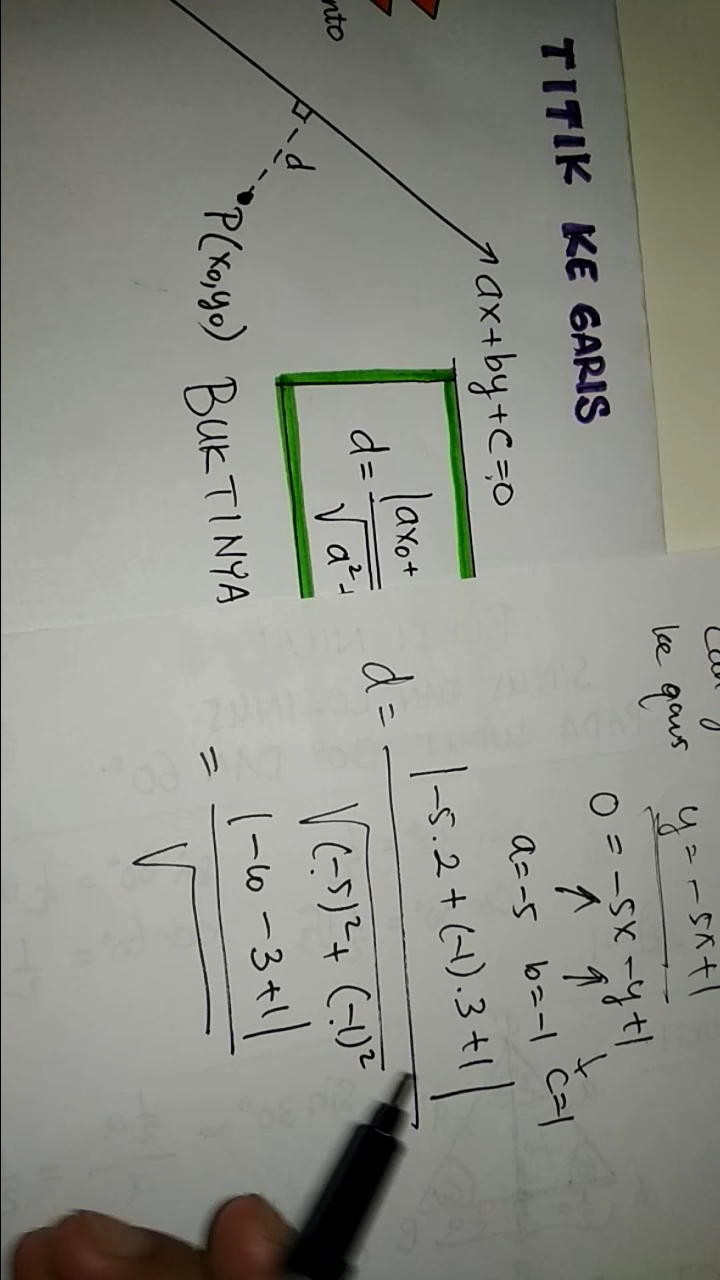 TITIK KE GARIS
ax+by+c=0
d
P(x₀,y₀)
d = |ax₀+
√a²+
BUKTINYA
ke garis y = -5x+1
0 = -5x-y+1
a=-5 b=-1 c=1
d = |-5.2 + (-1).3 +1|
√(-5)² + (-1)²
= |-10 - 3 +1|
√